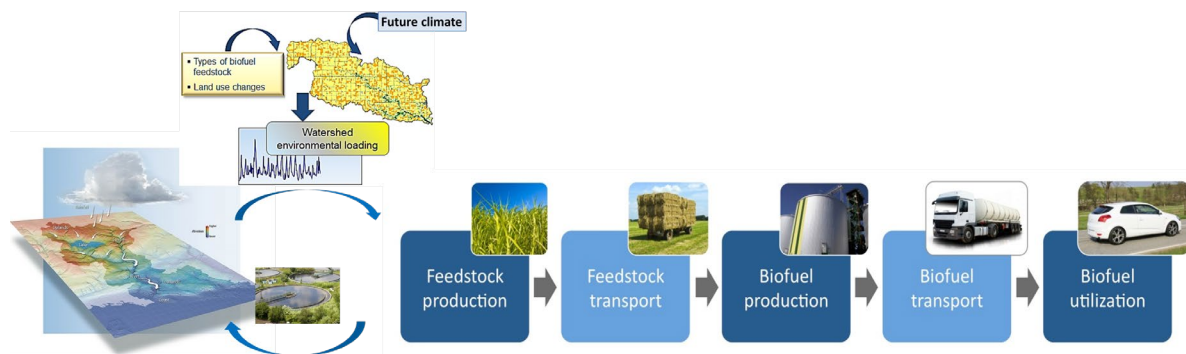 Future climate
▪ Types of biofuel
feedstock
▪ Land use changes
Watershed
environmental loading
Feedstock
production
Feedstock
transport
Biofuel
production
Biofuel
transport
Biofuel
utilization